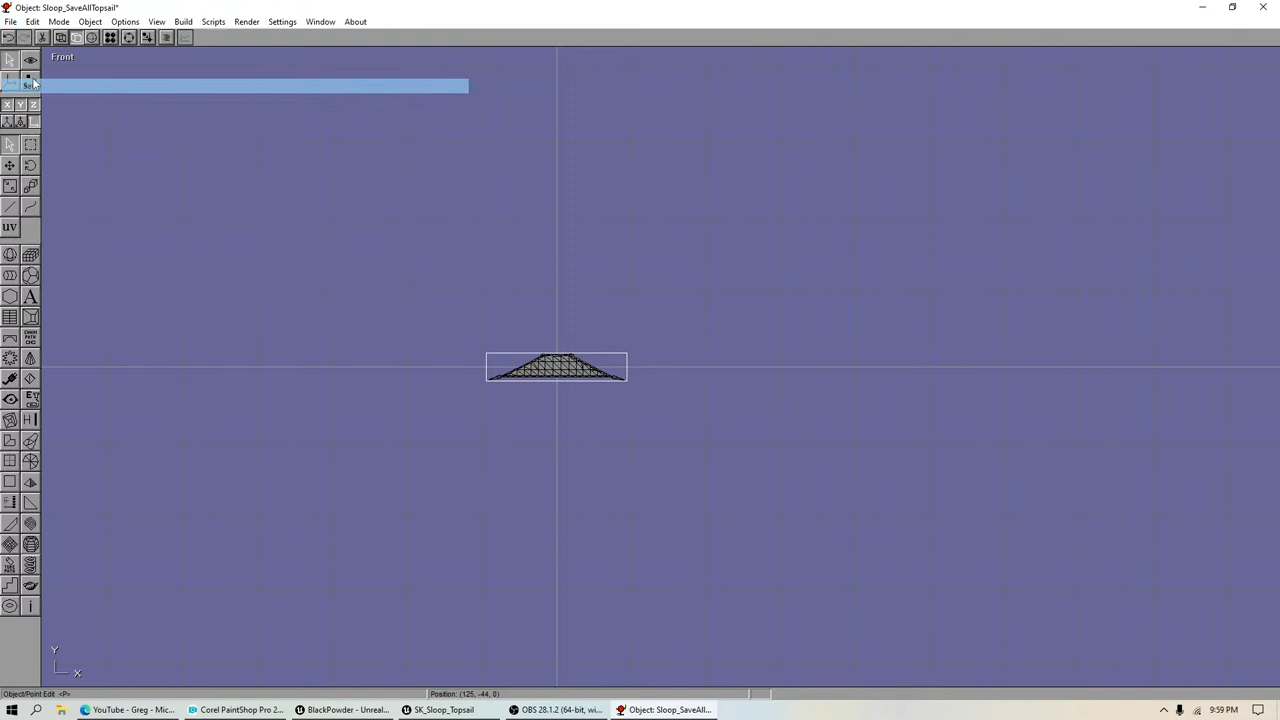 Object: Sloop_SaveAllTopsail*
File Edit Mode Object Options View Build Scripts Render Settings Window About
Front
X Y Z
uv
A
Y
X
Object/Point Edit <P>
Position: (125, -44, 0)
YouTube - Greg - Mic...
Corel PaintShop Pro 2...
BlackPowder - Unreal...
SK_Sloop_Topsail
OBS 28.1.2 (64-bit, wi...
Object: Sloop_SaveAll...
9:59 PM